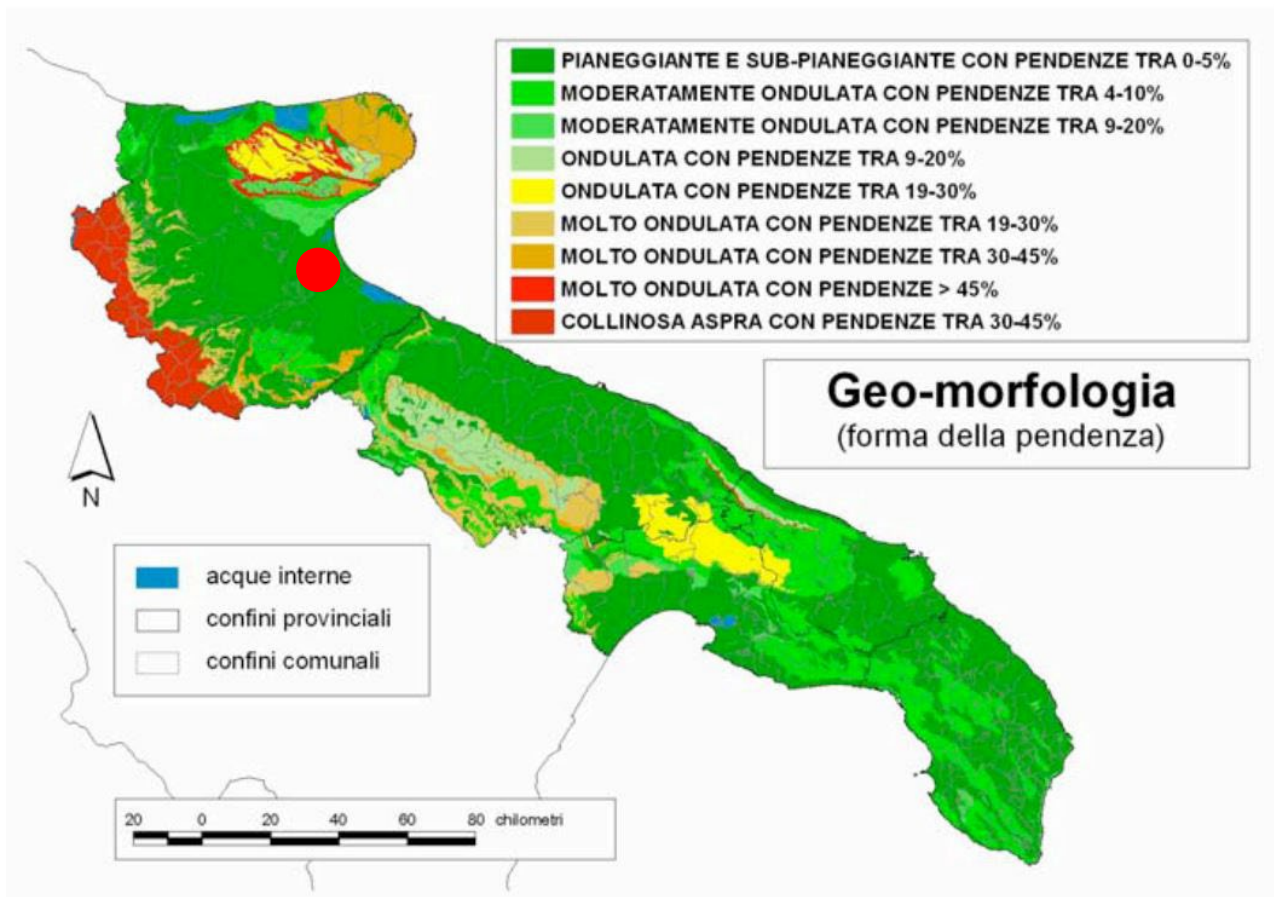 PIANEGGIANTE E SUB-PIANEGGIANTE CON PENDENZE TRA 0-5%
MODERATAMENTE ONDULATA CON PENDENZE TRA 4-10%
MODERATAMENTE ONDULATA CON PENDENZE TRA 9-20%
ONDULATA CON PENDENZE TRA 9-20%
ONDULATA CON PENDENZE TRA 19-30%
MOLTO ONDULATA CON PENDENZE TRA 19-30%
MOLTO ONDULATA CON PENDENZE TRA 30-45%
MOLTO ONDULATA CON PENDENZE > 45%
COLLINOSA ASPRA CON PENDENZE TRA 30-45%
Geo-morfologia
(forma della pendenza)
N
acque interne
confini provinciali
confini comunali
20 0 20 40 60 80 chilometri